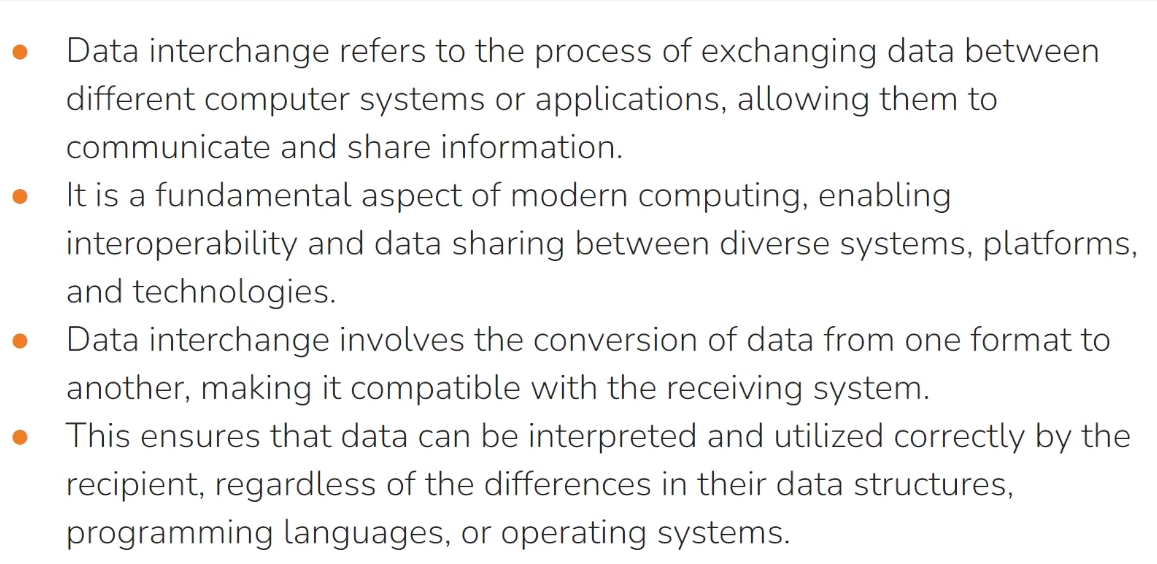 • Data interchange refers to the process of exchanging data between
different computer systems or applications, allowing them to
communicate and share information.
• It is a fundamental aspect of modern computing, enabling
interoperability and data sharing between diverse systems, platforms,
and technologies.
• Data interchange involves the conversion of data from one format to
another, making it compatible with the receiving system.
• This ensures that data can be interpreted and utilized correctly by the
recipient, regardless of the differences in their data structures,
programming languages, or operating systems.